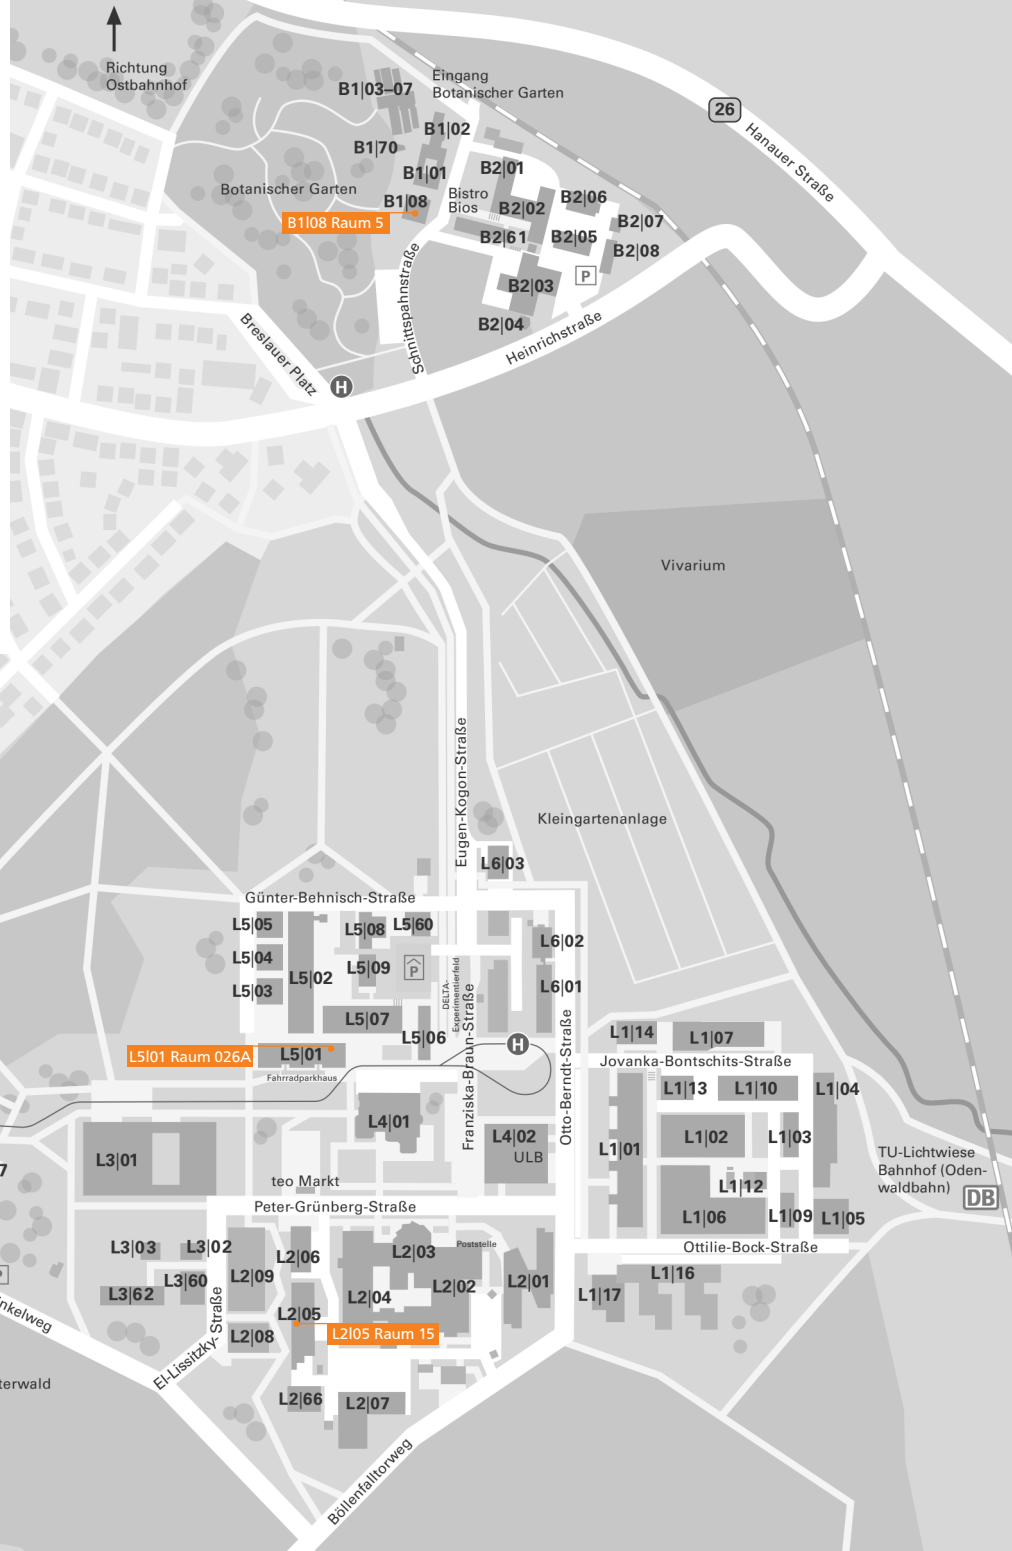 Richtung
Ostbahnhof
Eingang
Botanischer Garten
B1|03–07
26
Hanauer Straße
B1|02
B1|70
B2|01
B1|01
Botanischer Garten
Bistro
Bios
B2|06
B1|08
B2|02
B1l08 Raum 5
B2|07
B2|61
B2|05
B2|08
P
Schnittspahnstraße
B2|03
B2|04
Heinrichstraße
Breslauer Platz
H
Vivarium
Eugen-Kogon-Straße
Kleingartenanlage
L6|03
Günter-Behnisch-Straße
L5|05
L5|08
L5|60
L6|02
L5|04
L5|02
L5|09
P
L5|03
L6|01
DELTA-
Experimentierfeld
L5|07
L5|06
Franziska-Braun-Straße
Otto-Berndt-Straße
H
L1|14
L1|07
L5l01 Raum 026A
L5|01
Fahrradparkhaus
Jovanka-Bontschits-Straße
L1|13
L1|10
L1|04
L4|01
L4|02
ULB
L1|01
L1|02
L1|03
L3|01
7
TU-Lichtwiese
Bahnhof (Oden-
waldbahn)
DB
teo Markt
L1|12
Peter-Grünberg-Straße
L1|06
L1|09
L1|05
L3|03
L3|02
L2|06
L2|03
Poststelle
Ottilie-Bock-Straße
P
L3|60
L2|09
L2|02
L2|01
L1|16
L3|62
L2|04
L1|17
nkelweg
El-Lissitzky-Straße
L2|05
L2|08
L2l05 Raum 15
terwald
L2|66
L2|07
Böllenfalltorweg